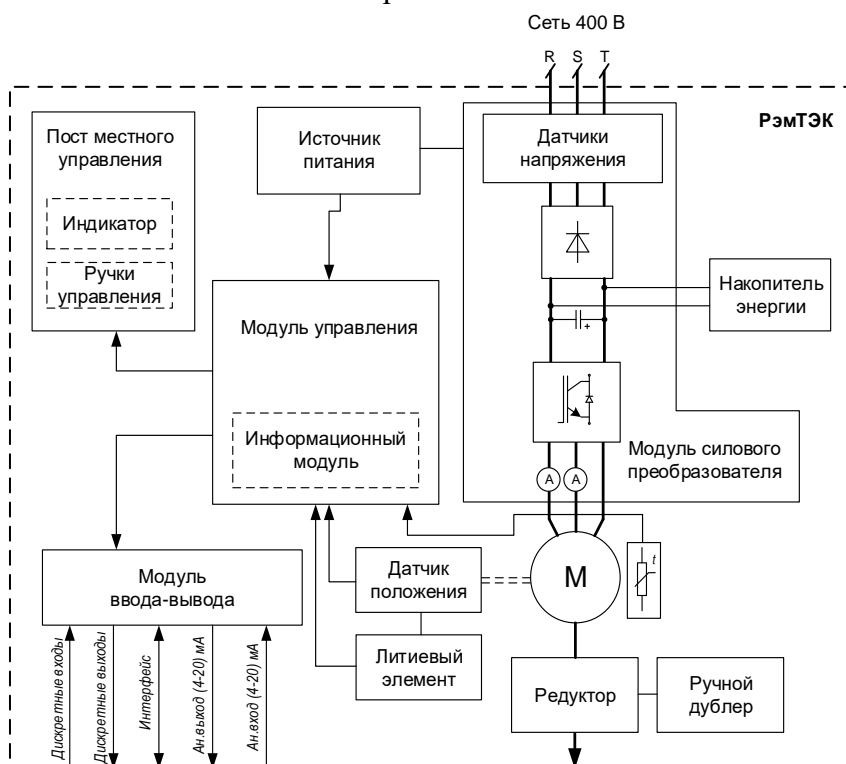 Сеть 400 В
R S T
РэмТЭК
Пост местного
управления
Индикатор
Ручки
управления
Источник
питания
Датчики
напряжения
Накопитель
энергии
Модуль управления
Информационный
модуль
+
Модуль силового
преобразователя
A A
Модуль
ввода-вывода
Датчик
положения
М
t
Литиевый
элемент
Редуктор
Ручной
дублер
Дискретные входы
Дискретные выходы
Интерфейс
Ан.выход (4-20) мА
Ан.вход (4-20) мА